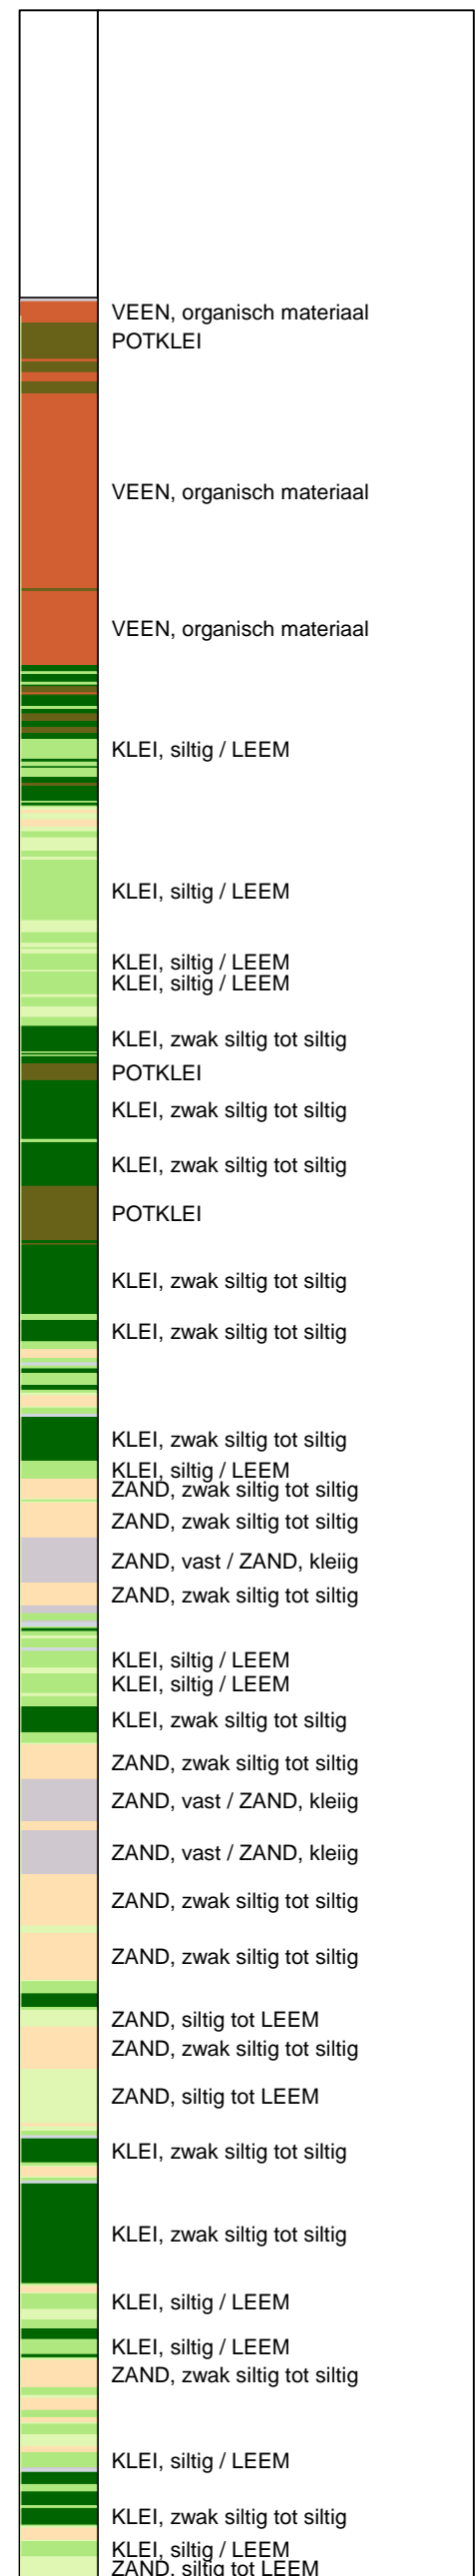 VEEN, organisch materiaal
POTKLEI
VEEN, organisch materiaal
VEEN, organisch materiaal
KLEI, siltig / LEEM
KLEI, siltig / LEEM
KLEI, siltig / LEEM
KLEI, siltig / LEEM
KLEI, zwak siltig tot siltig
POTKLEI
KLEI, zwak siltig tot siltig
KLEI, zwak siltig tot siltig
POTKLEI
KLEI, zwak siltig tot siltig
KLEI, zwak siltig tot siltig
KLEI, zwak siltig tot siltig
KLEI, siltig / LEEM
ZAND, zwak siltig tot siltig
ZAND, zwak siltig tot siltig
ZAND, vast / ZAND, kleiig
ZAND, zwak siltig tot siltig
KLEI, siltig / LEEM
KLEI, siltig / LEEM
KLEI, zwak siltig tot siltig
ZAND, zwak siltig tot siltig
ZAND, vast / ZAND, kleiig
ZAND, vast / ZAND, kleiig
ZAND, zwak siltig tot siltig
ZAND, zwak siltig tot siltig
ZAND, siltig tot LEEM
ZAND, zwak siltig tot siltig
ZAND, siltig tot LEEM
KLEI, zwak siltig tot siltig
KLEI, zwak siltig tot siltig
KLEI, siltig / LEEM
KLEI, siltig / LEEM
ZAND, zwak siltig tot siltig
KLEI, siltig / LEEM
KLEI, zwak siltig tot siltig
KLEI, siltig / LEEM
ZAND, siltig tot LEEM